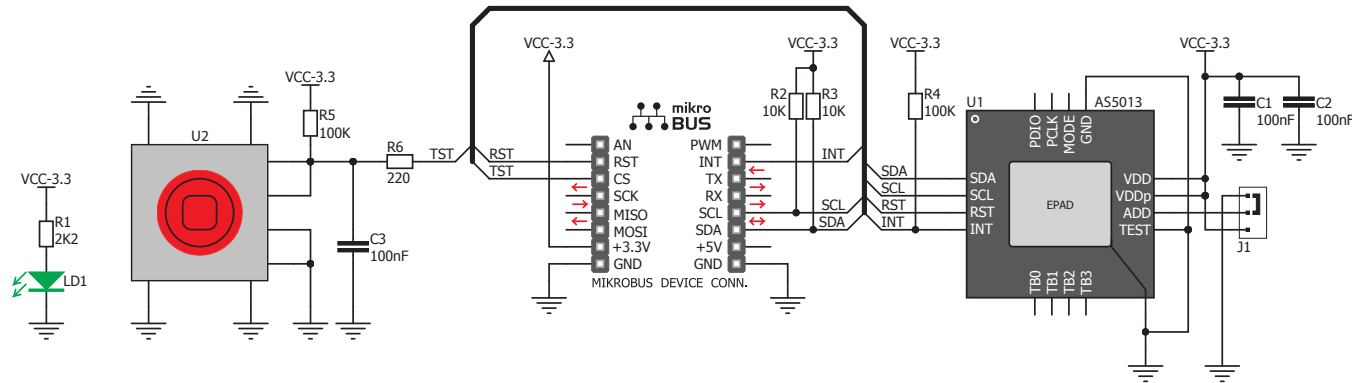 VCC-3.3
R1
2K2
LD1
U2
VCC-3.3
R5
100K
C3
100nF
R6
220
TST
RST
TST
VCC-3.3
mikro
BUS
AN
RST
CS
SCK
MISO
MOSI
+3.3V
GND
PWM
INT
TX
RX
SCL
SDA
+5V
GND
MIKROBUS DEVICE CONN.
VCC-3.3
R2
10K
R3
10K
INT
SCL
SDA
VCC-3.3
R4
100K
SDA
SCL
RST
INT
U1
AS5013
PDIO
PCLK
MODE
GND
SDA
SCL
RST
INT
EPAD
VDD
VDDp
ADD
TEST
TB0
TB1
TB2
TB3
VCC-3.3
C1
100nF
C2
100nF
J1